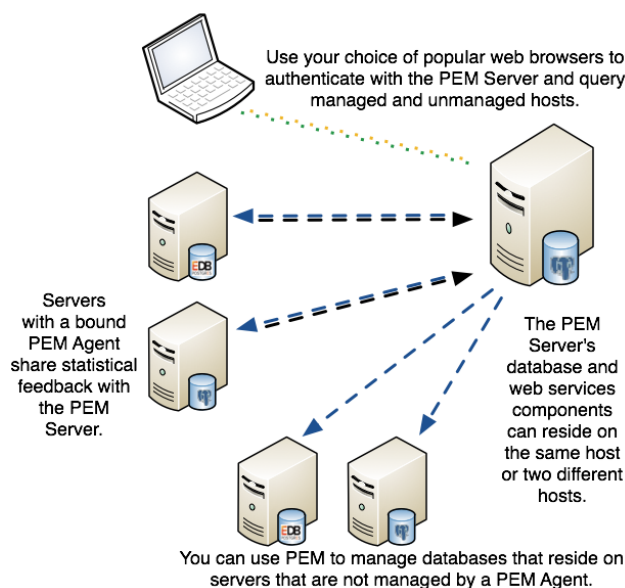 Use your choice of popular web browsers to
authenticate with the PEM Server and query
managed and unmanaged hosts.
EDB
Servers
with a bound
PEM Agent
share statistical
feedback with
the PEM
Server.
The PEM
Server's
database and
web services
components
can reside on
the same host
or two different
hosts.
EDB
You can use PEM to manage databases that reside on
servers that are not managed by a PEM Agent.